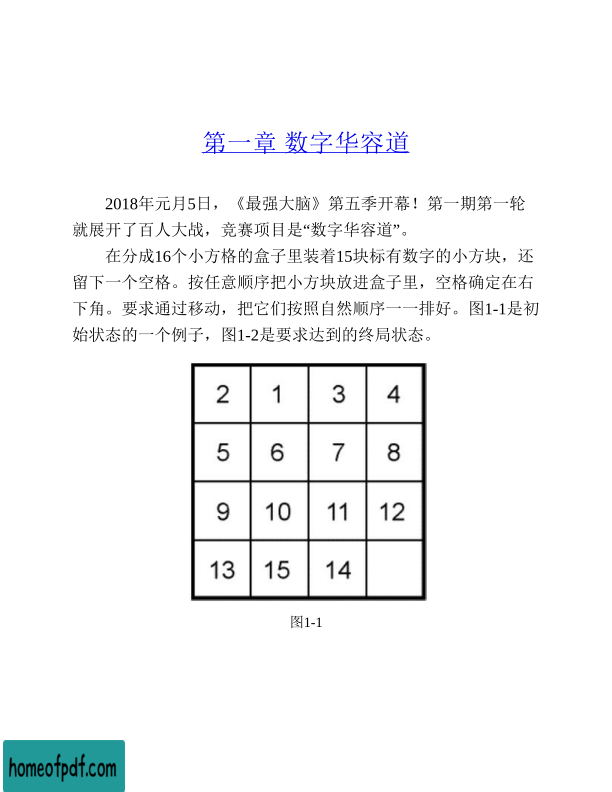 第一章 数字华容道
2018年元月5日，《最强大脑》第五季开幕！第一期第一轮
就展开了百人大战，竞赛项目是“数字华容道”。
在分成16个小方格的盒子里装着15块标有数字的小方块，还
留下一个空格。按任意顺序把小方块放进盒子里，空格确定在右
下角。要求通过移动，把它们按照自然顺序一一排好。图1-1是初
始状态的一个例子，图1-2是要求达到的终局状态。
2 1 3 4
5 6 7 8
9 10 11 12
13 15 14
图1-1
homeofpdf.com